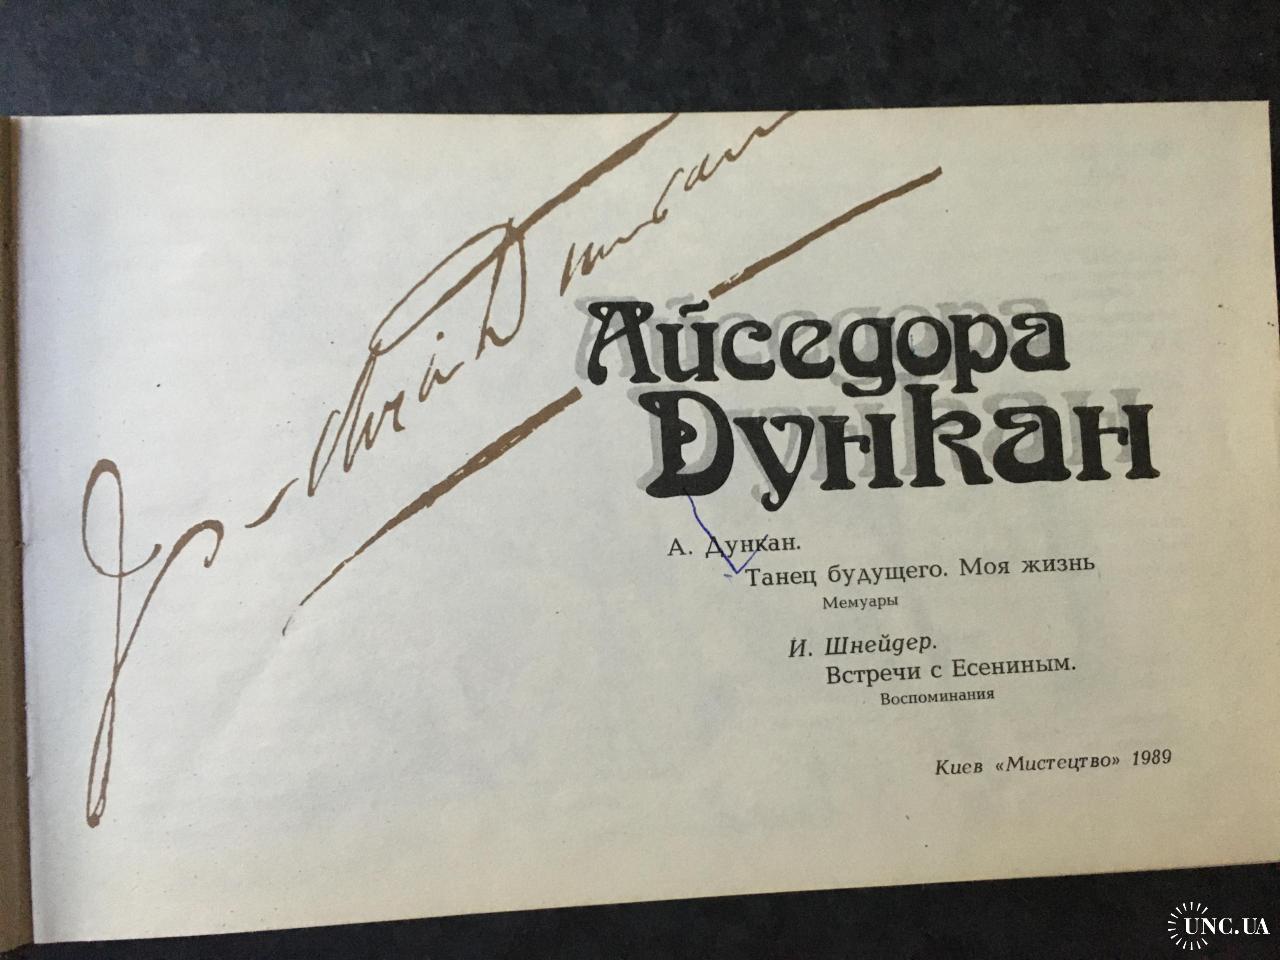 Айседора
Дункан
А. Дункан.
Танец будущего. Моя жизнь
Мемуары
И. Шнейдер.
Встречи с Есениным.
Воспоминания
Киев «Мистецтво» 1989
UNC.UA